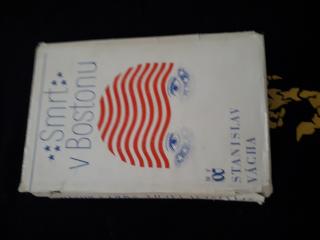 Smrt
v Bostonu
STANISLAV
VÁCHA